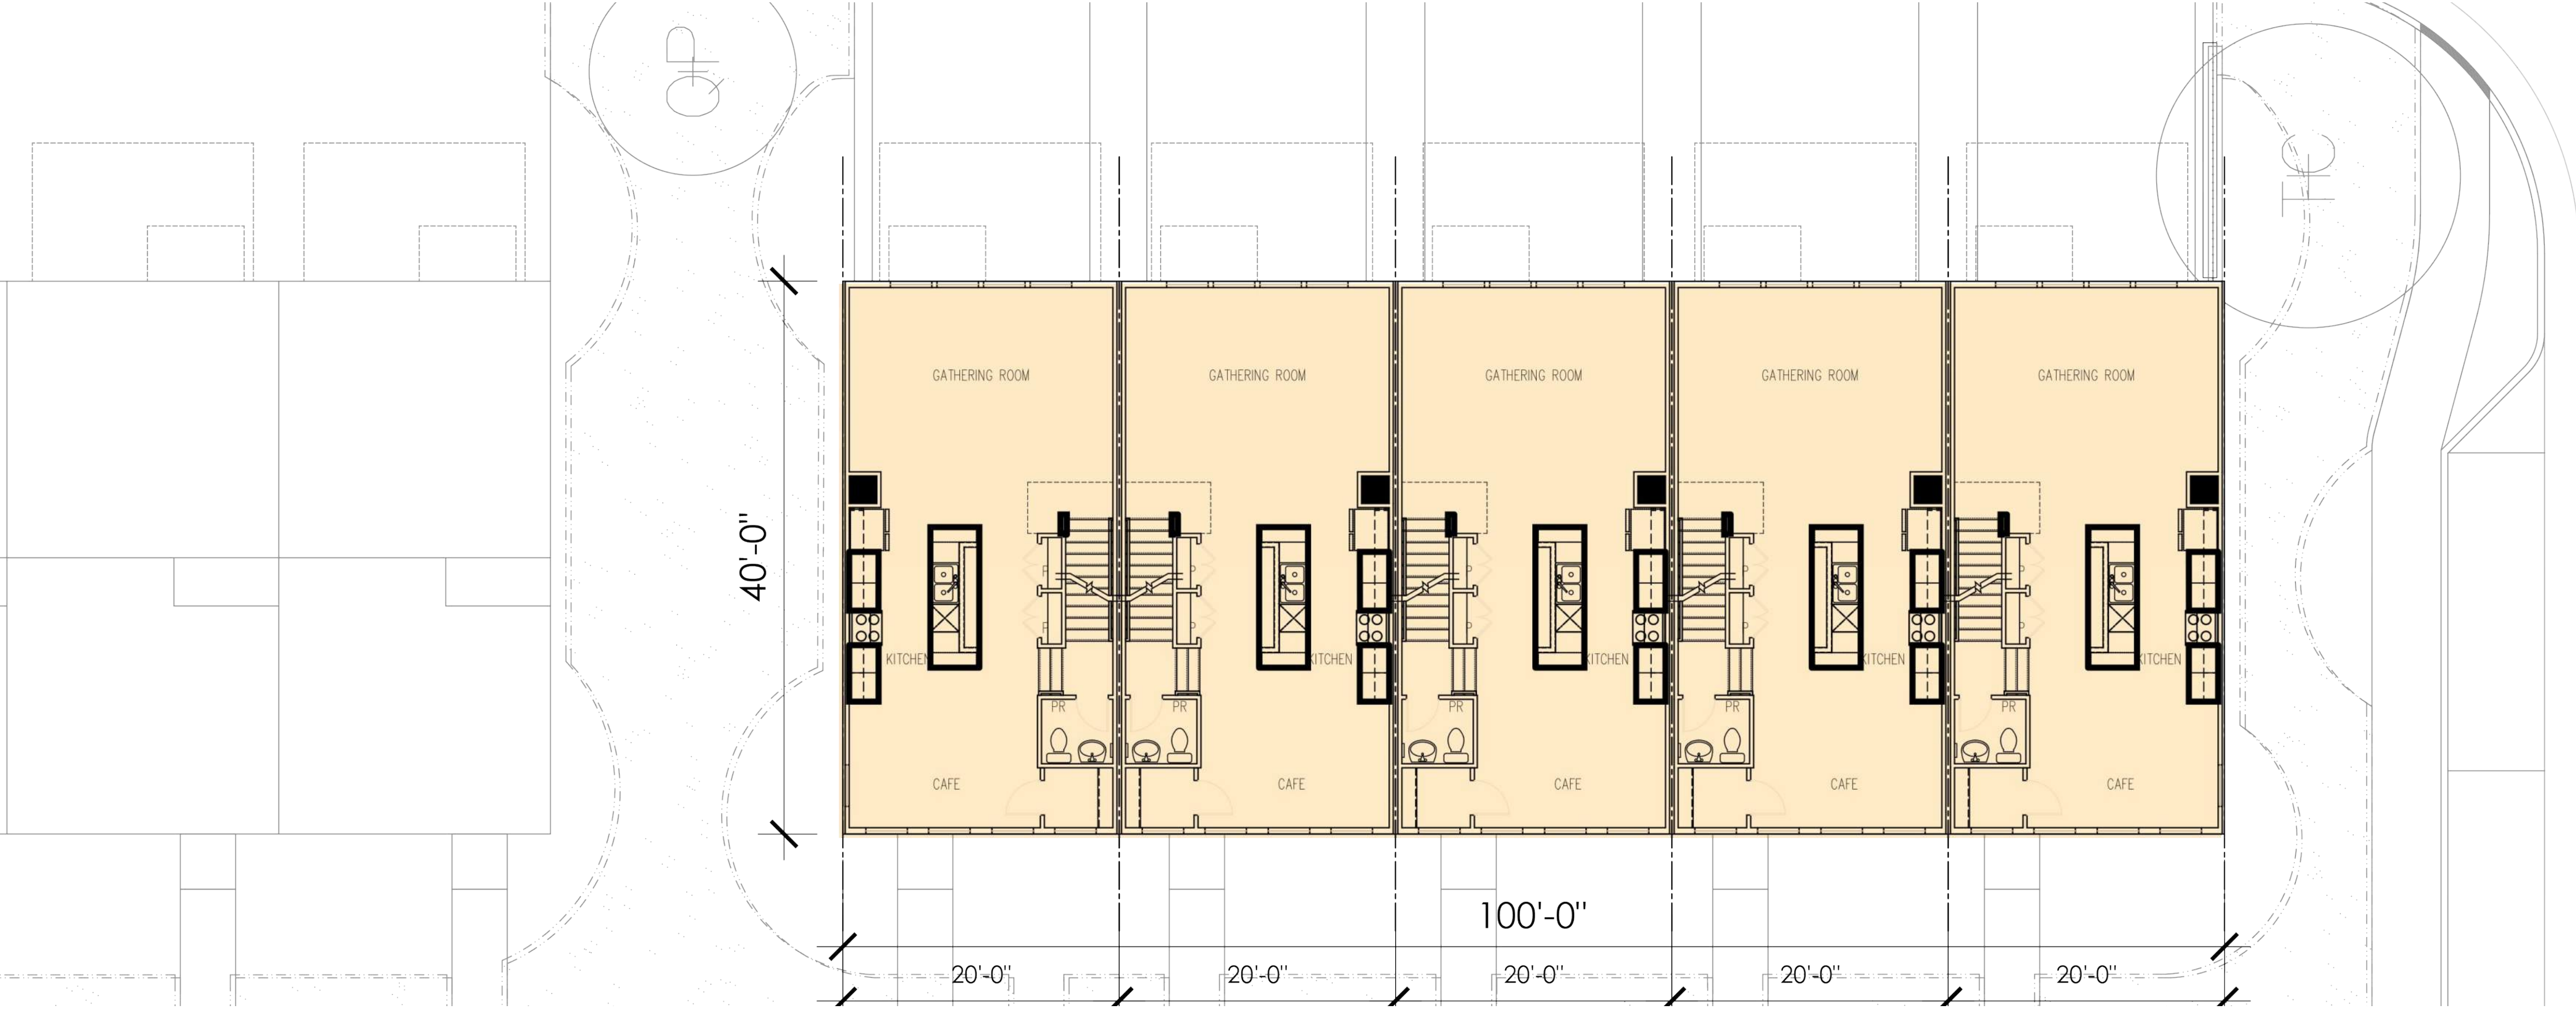 GATHERING ROOM
GATHERING ROOM
GATHERING ROOM
GATHERING ROOM
GATHERING ROOM
40'-0"
KITCHEN
KITCHEN
KITCHEN
KITCHEN
KITCHEN
PR
PR
PR
PR
PR
CAFE
CAFE
CAFE
CAFE
CAFE
100'-0"
20'-0"
20'-0"
20'-0"
20'-0"
20'-0"